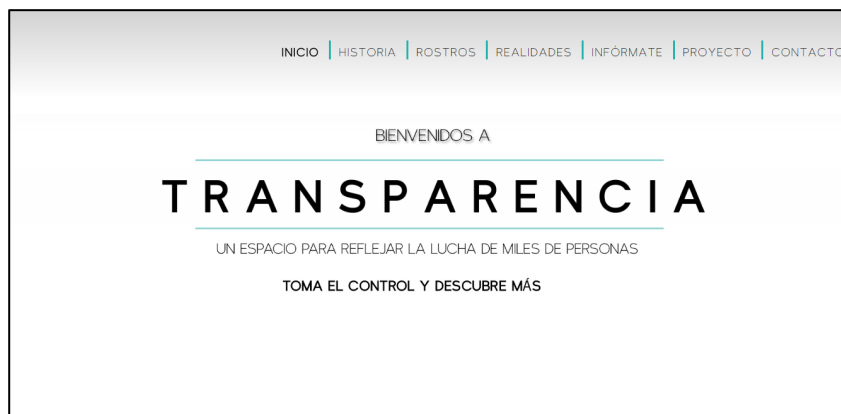 INICIO | HISTORIA | ROSTROS | REALIDADES | INFÓRMATE | PROYECTO | CONTACTO
BIENVENIDOS A
TRANSPARENCIA
UN ESPACIO PARA REFLEJAR LA LUCHA DE MILES DE PERSONAS
TOMA EL CONTROL Y DESCUBRE MÁS